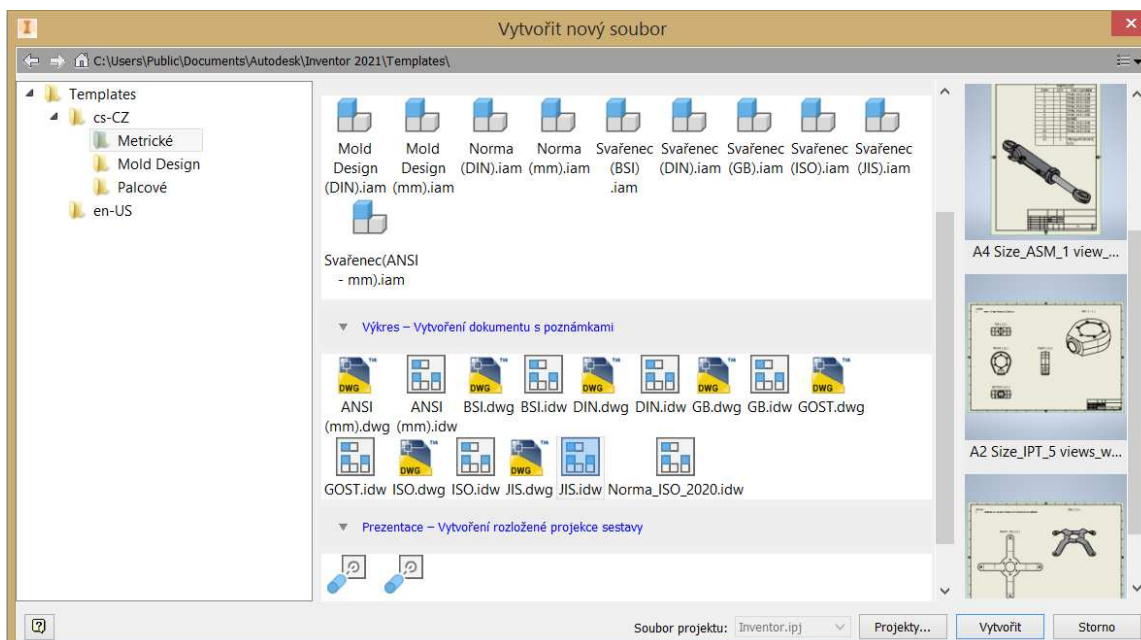 Vytvořit nový soubor
C:\Users\Public\Documents\Autodesk\Inventor 2021\Templates\
Templates
cs-CZ
Metrické
Mold Design
Palcové
en-US
Mold Design (DIN).iam
Mold Design (mm).iam
Norma (DIN).iam
Norma (mm).iam
Svařenec (BSI) .iam
Svařenec (DIN).iam
Svařenec (GB).iam
Svařenec (ISO).iam
Svařenec (JIS).iam
Svařenec(ANSI - mm).iam
Výkres – Vytvoření dokumentu s poznámkami
ANSI (mm).dwg
ANSI (mm).idw
BSI.dwg
BSI.idw
DIN.dwg
DIN.idw
GB.dwg
GB.idw
GOST.dwg
GOST.idw
ISO.dwg
ISO.idw
JIS.dwg
JIS.idw
Norma_ISO_2020.idw
Prezentace – Vytvoření rozložené projekce sestavy
A4 Size_ASM_1 view_...
A2 Size_IPT_5 views_w...
Soubor projektu:
Inventor.ipj
Projekty...
Vytvořit
Storno